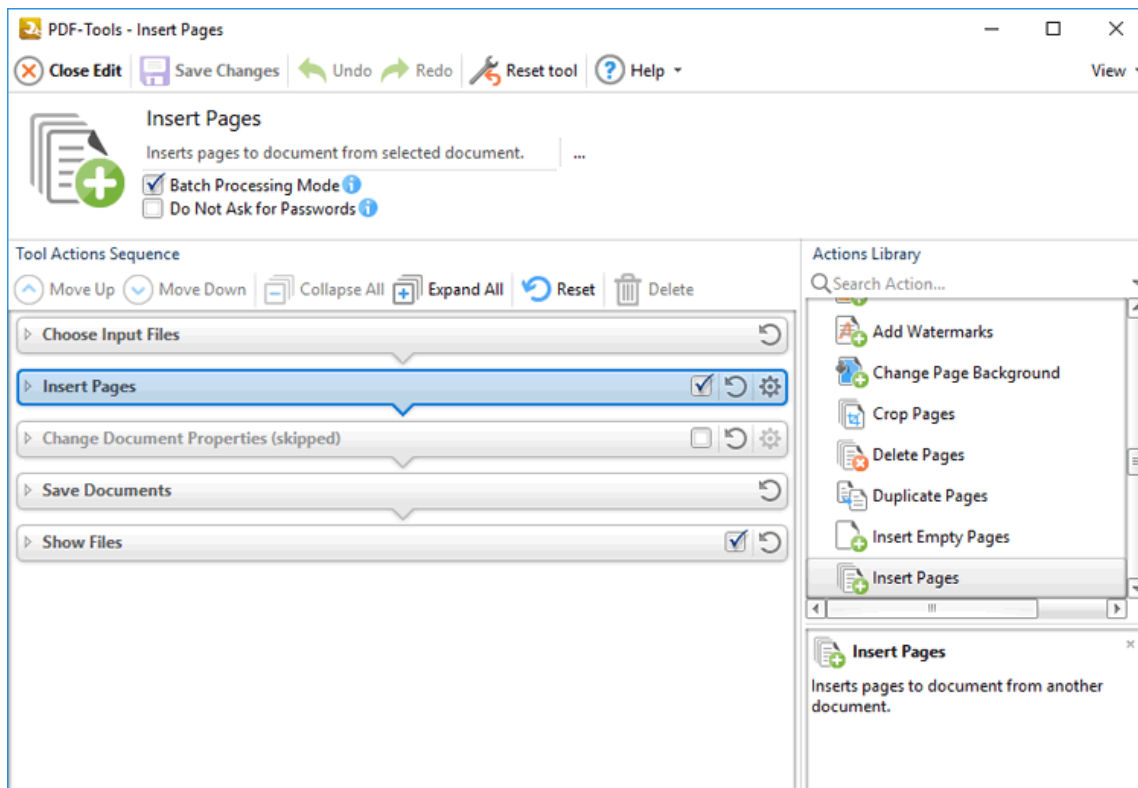 PDF-Tools - Insert Pages
Close Edit Save Changes Undo Redo Reset tool Help View
Insert Pages
Inserts pages to document from selected document. ...
Batch Processing Mode
Do Not Ask for Passwords
Tool Actions Sequence
Move Up Move Down Collapse All Expand All Reset Delete
Choose Input Files
Insert Pages
Change Document Properties (skipped)
Save Documents
Show Files
Actions Library
Search Action...
Add Watermarks
Change Page Background
Crop Pages
Delete Pages
Duplicate Pages
Insert Empty Pages
Insert Pages
Insert Pages
Inserts pages to document from another
document.